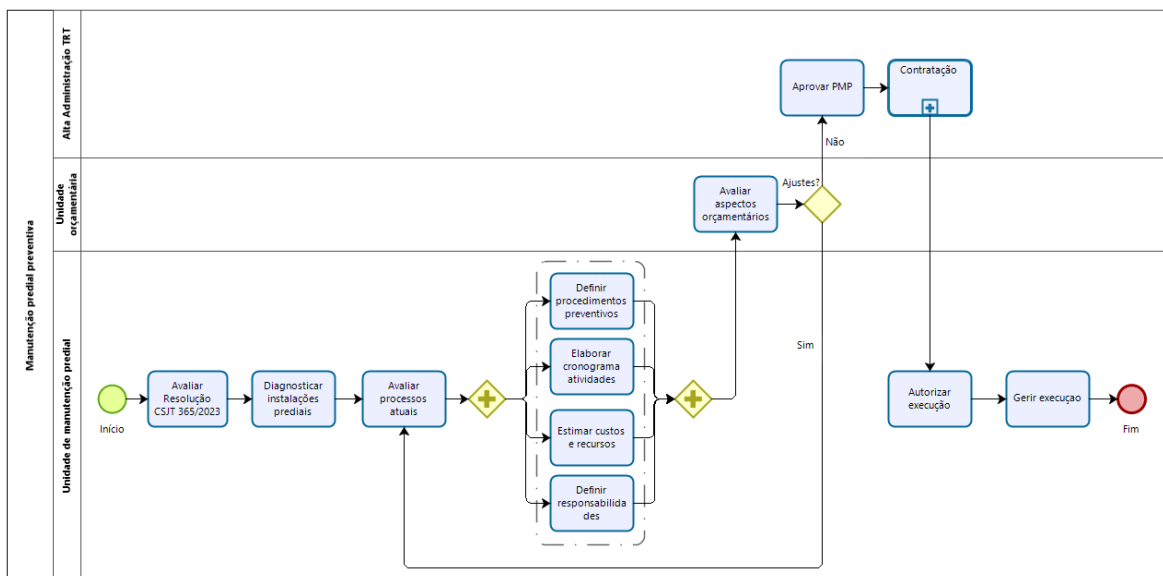 Manutenção predial preventiva
Alta Administração TRT
Aprovar PMP
Contratação
Não
Unidade
orçamentária
Avaliar
aspectos
orçamentários
Ajustes?
Sim
Unidade de manutenção predial
Início
Avaliar
Resolução
CSJT 365/2023
Diagnosticar
instalações
prediais
Avaliar
processos
atuais
Definir
procedimentos
preventivos
Elaborar
cronograma
atividades
Estimar custos
e recursos
Definir
responsabilida
des
Autorizar
execução
Gerir execuçao
Fim